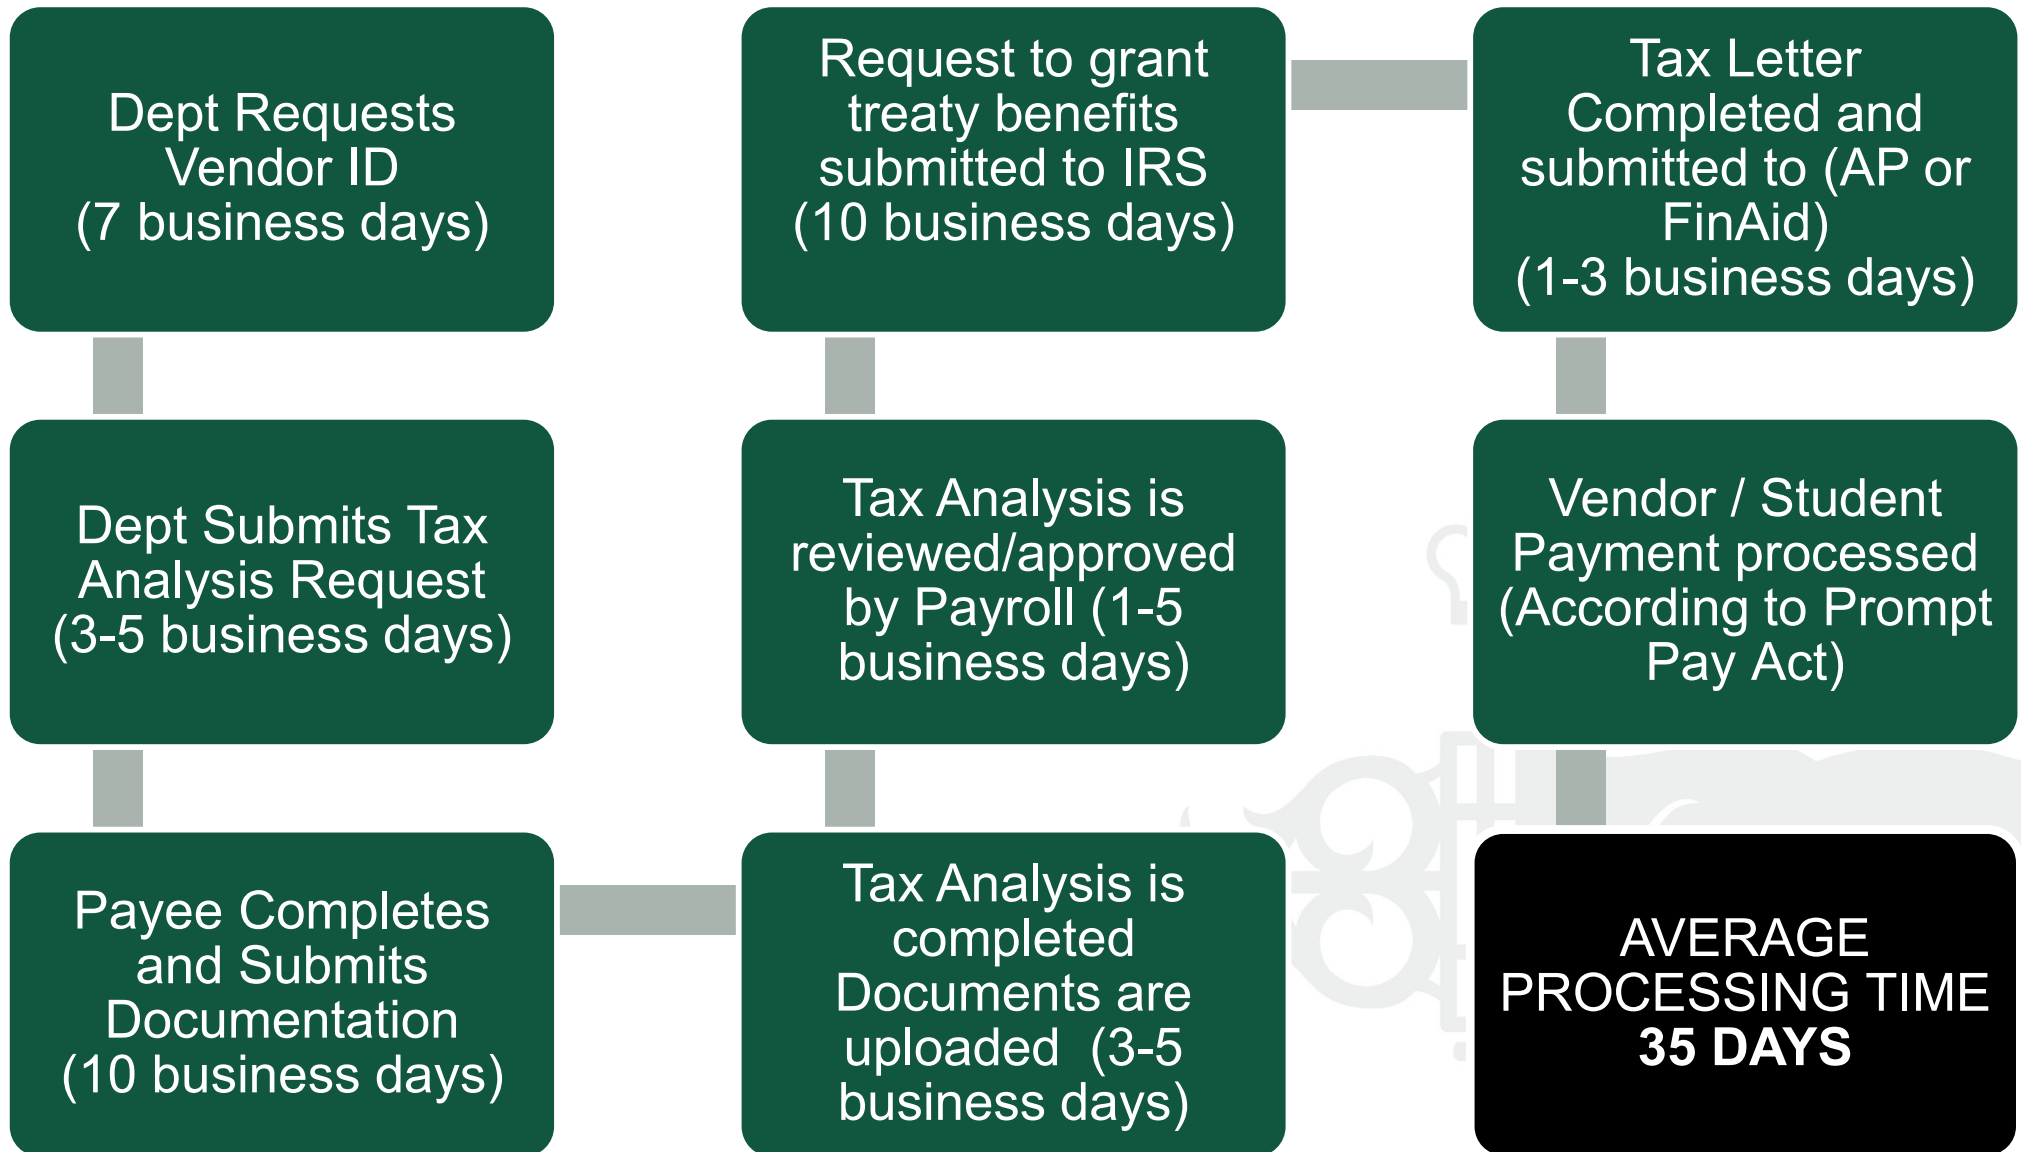 Dept Requests
Vendor ID
(7 business days)
Dept Submits Tax
Analysis Request
(3-5 business days)
Payee Completes
and Submits
Documentation
(10 business days)
Tax Analysis is
completed
Documents are
uploaded (3-5
business days)
Tax Analysis is
reviewed/approved
by Payroll (1-5
business days)
Request to grant
treaty benefits
submitted to IRS
(10 business days)
Tax Letter
Completed and
submitted to (AP or
FinAid)
(1-3 business days)
Vendor / Student
Payment processed
(According to Prompt
Pay Act)
AVERAGE
PROCESSING TIME
35 DAYS